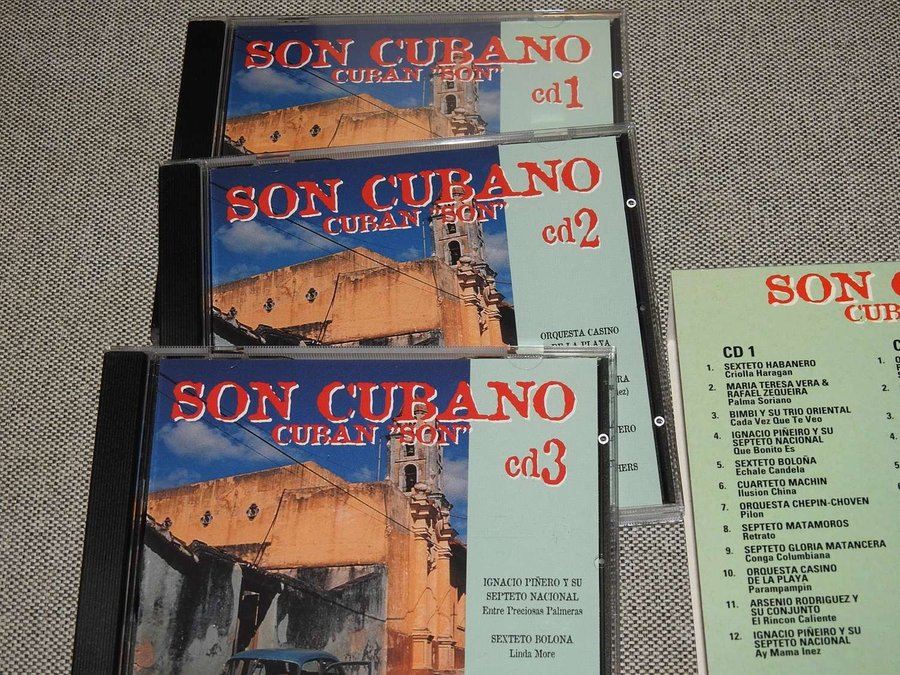 SON CUBANO
CUBAN "SON"
cd1
SON CUBANO
CUBAN "SON"
cd2
ORQUESTA CASINO
DE LA PLAYA
SON CUBANO
CUBAN "SON"
cd3
IGNACIO PIÑERO Y SU
SEPTETO NACIONAL
Entre Preciosas Palmeras
SEXTETO BOLONA
Linda More
SON
CUB
CD 1
1. SEXTETO HABANERO
Criolla Haragan
2. MARIA TERESA VERA &
RAFAEL ZEQUEIRA
Palma Soriano
3. BIMBI Y SU TRIO ORIENTAL
Cada Vez Que Te Veo
4. IGNACIO PIÑEIRO Y SU
SEPTETO NACIONAL
Que Bonito Es
5. SEXTETO BOLOÑA
Echale Candela
6. CUARTETO MACHIN
Ilusion China
7. ORQUESTA CHEPIN-CHOVEN
Pilon
8. SEPTETO MATAMOROS
Retrato
9. SEPTETO GLORIA MATANCERA
Conga Columbiana
10. ORQUESTA CASINO
DE LA PLAYA
Parampampin
11. ARSENIO RODRIGUEZ Y
SU CONJUNTO
El Rincon Caliente
12. IGNACIO PIÑEIRO Y SU
SEPTETO NACIONAL
Ay Mama Inez